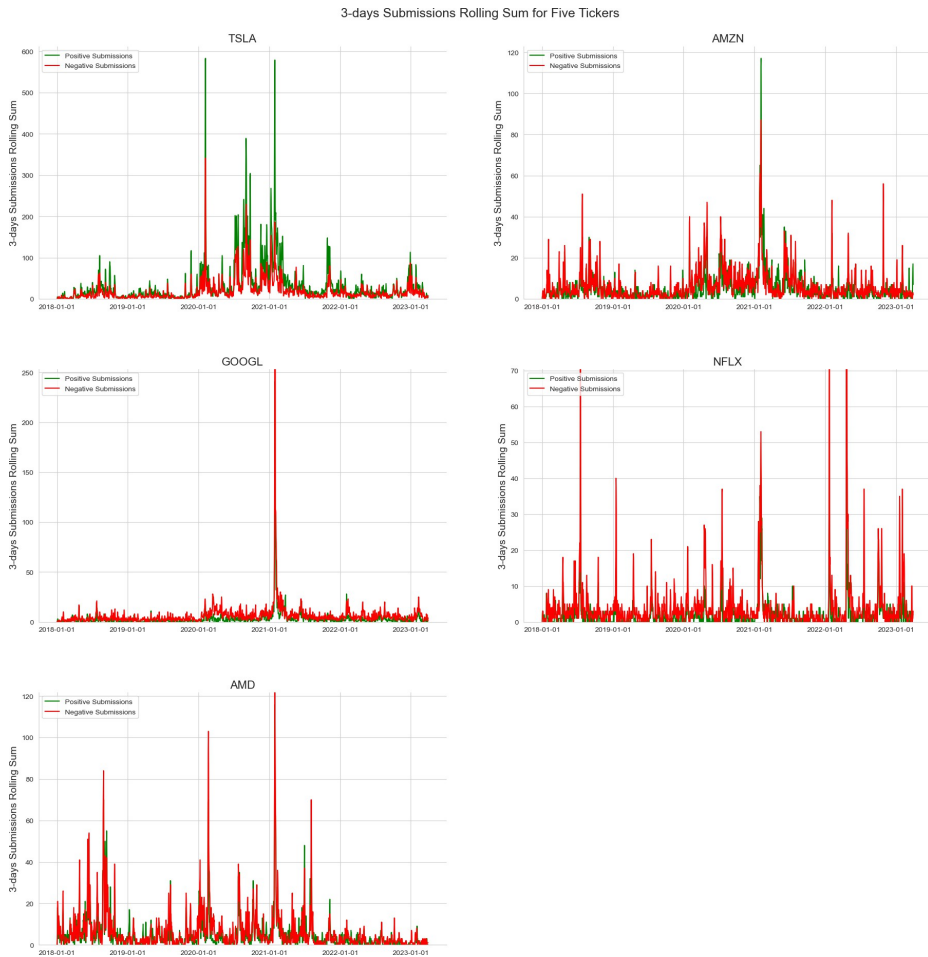 3-days Submissions Rolling Sum for Five Tickers
TSLA
Positive Submissions
Negative Submissions
3-days Submissions Rolling Sum
600
500
400
300
200
100
0
2018-01-01 2019-01-01 2020-01-01 2021-01-01 2022-01-01 2023-01-01
AMZN
Positive Submissions
Negative Submissions
3-days Submissions Rolling Sum
120
100
80
60
40
20
0
2018-01-01 2019-01-01 2020-01-01 2021-01-01 2022-01-01 2023-01-01
GOOGL
Positive Submissions
Negative Submissions
3-days Submissions Rolling Sum
250
200
150
100
50
0
2018-01-01 2019-01-01 2020-01-01 2021-01-01 2022-01-01 2023-01-01
NFLX
Positive Submissions
Negative Submissions
3-days Submissions Rolling Sum
70
60
50
40
30
20
10
0
2018-01-01 2019-01-01 2020-01-01 2021-01-01 2022-01-01 2023-01-01
AMD
Positive Submissions
Negative Submissions
3-days Submissions Rolling Sum
120
100
80
60
40
20
0
2018-01-01 2019-01-01 2020-01-01 2021-01-01 2022-01-01 2023-01-01